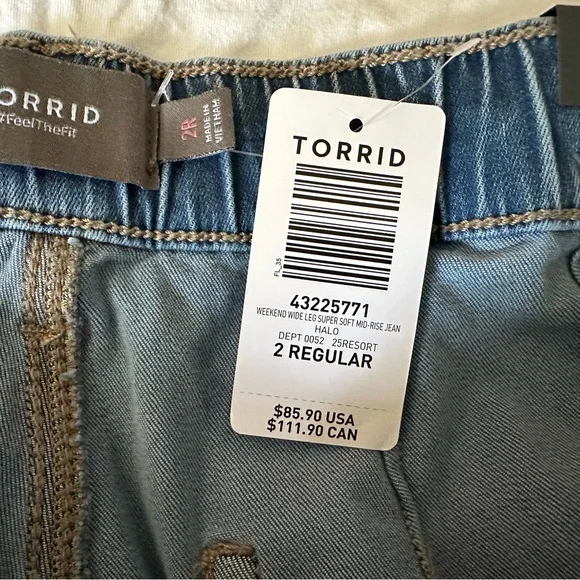 ORRID
#FeelTheFit
2R
MADE IN
VIETNAM
TORRID
FL_35
43225771
WEEKEND WIDE LEG SUPER SOFT MID-RISE JEAN
HALO
DEPT 0052 25RESORT
2 REGULAR
$85.90 USA
$111.90 CAN